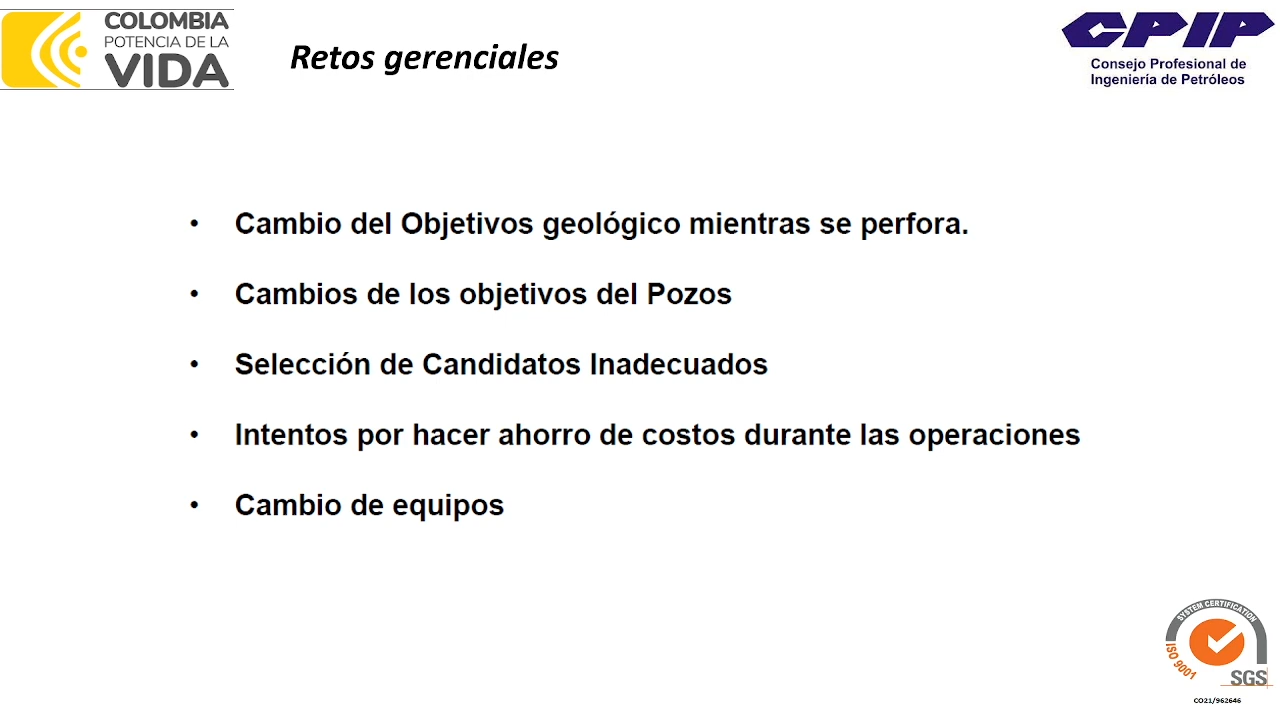 COLOMBIA
POTENCIA DE LA
VIDA
Retos gerenciales
CPIP
Consejo Profesional de
Ingeniería de Petróleos
• Cambio del Objetivos geológico mientras se perfora.
• Cambios de los objetivos del Pozos
• Selección de Candidatos Inadecuados
• Intentos por hacer ahorro de costos durante las operaciones
• Cambio de equipos
SYSTEM CERTIFICATION
ISO 9001
SGS
CO21/962646